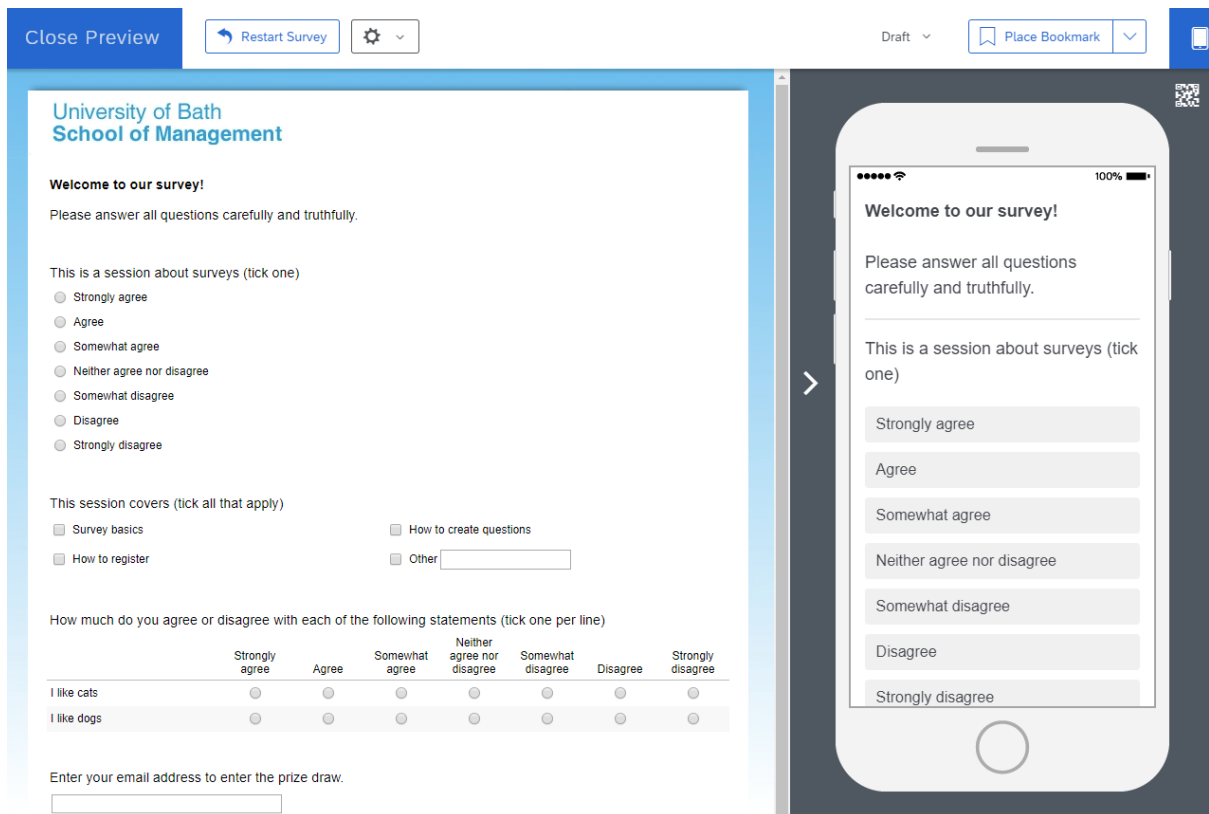 Close Preview
Restart Survey
Draft
Place Bookmark
University of Bath
School of Management
Welcome to our survey!
Please answer all questions carefully and truthfully.
This is a session about surveys (tick one)
Strongly agree
Agree
Somewhat agree
Neither agree nor disagree
Somewhat disagree
Disagree
Strongly disagree
This session covers (tick all that apply)
Survey basics
How to create questions
How to register
Other
How much do you agree or disagree with each of the following statements (tick one per line)
Strongly agree
Agree
Somewhat agree
Neither agree nor disagree
Somewhat disagree
Disagree
Strongly disagree
I like cats
I like dogs
Enter your email address to enter the prize draw.
100%
Welcome to our survey!
Please answer all questions
carefully and truthfully.
This is a session about surveys (tick
one)
Strongly agree
Agree
Somewhat agree
Neither agree nor disagree
Somewhat disagree
Disagree
Strongly disagree